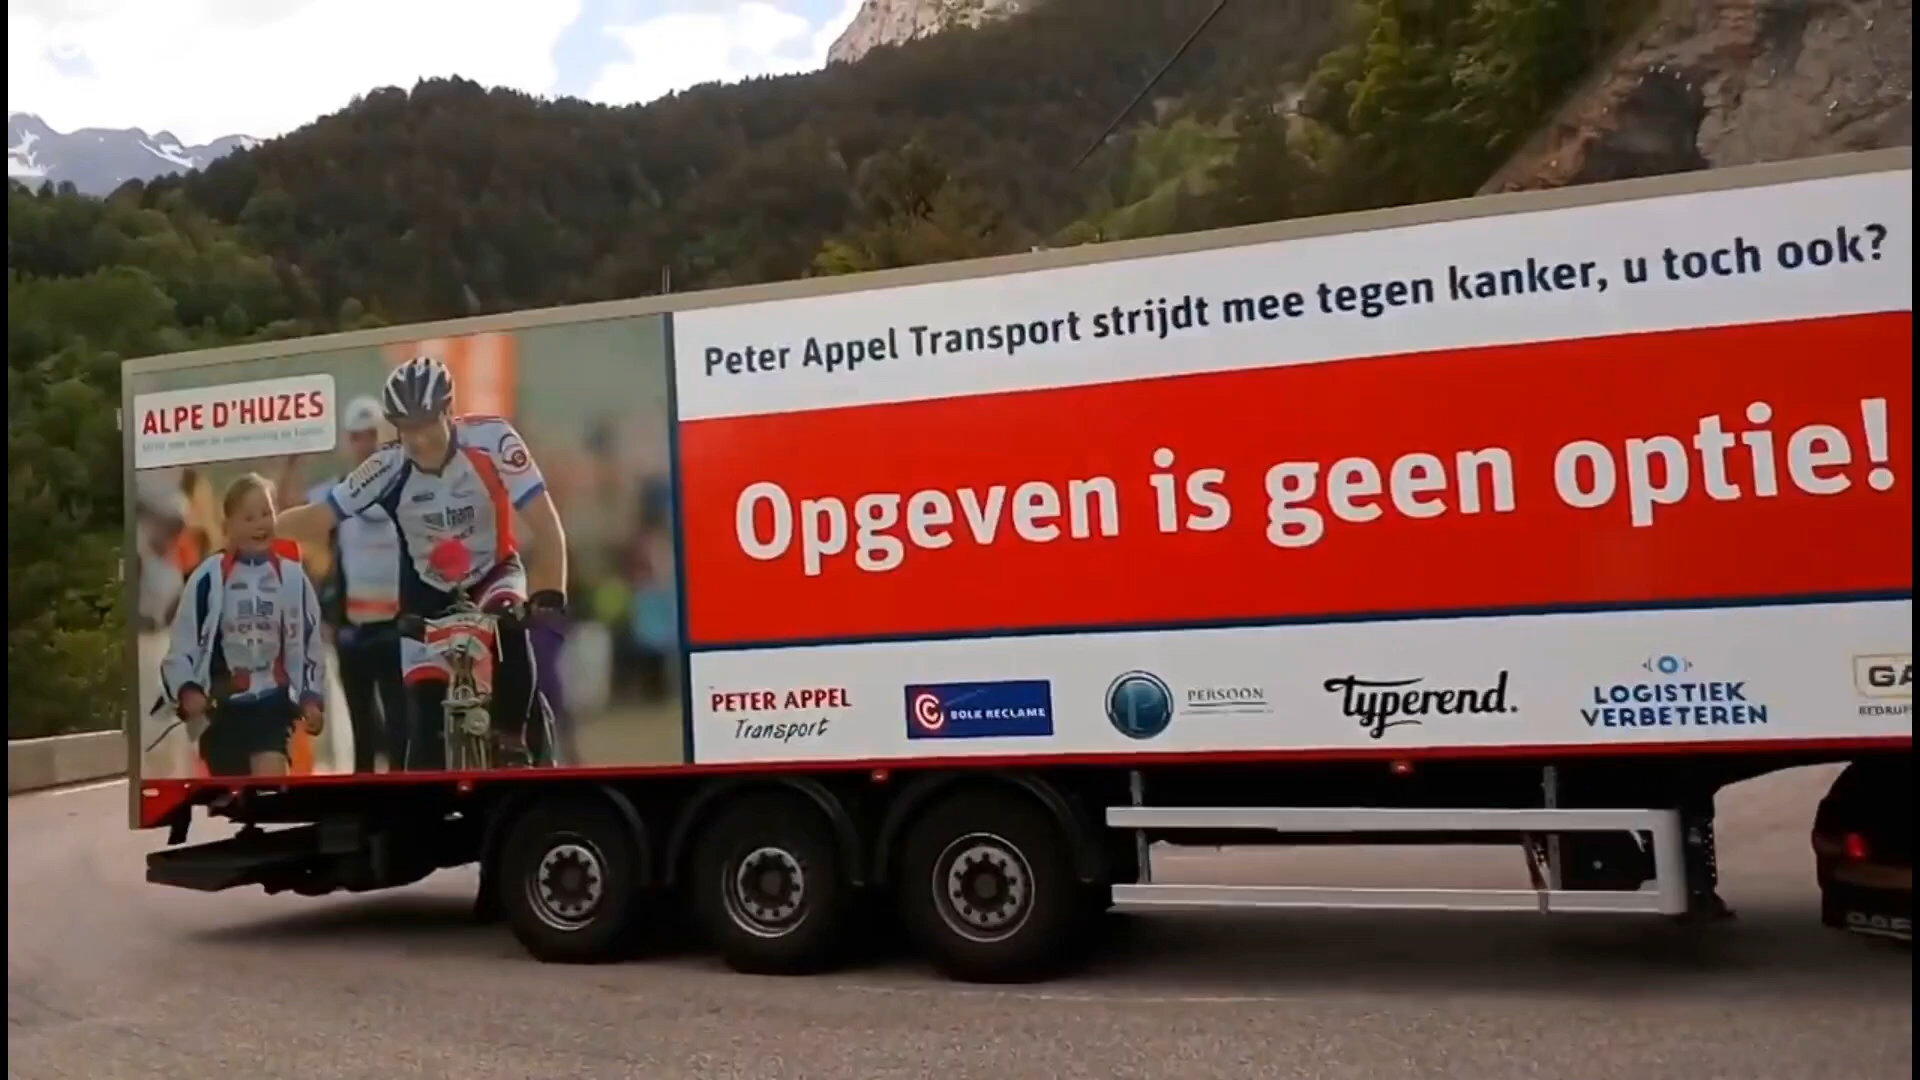 Peter Appel Transport strijdt mee tegen kanker, u toch ook?
ALPE D'HUZES
Opgeven is geen optie!
PETER APPEL
Transport
BOLK RECLAME
PERSOON
typerend.
LOGISTIEK
VERBETEREN
team